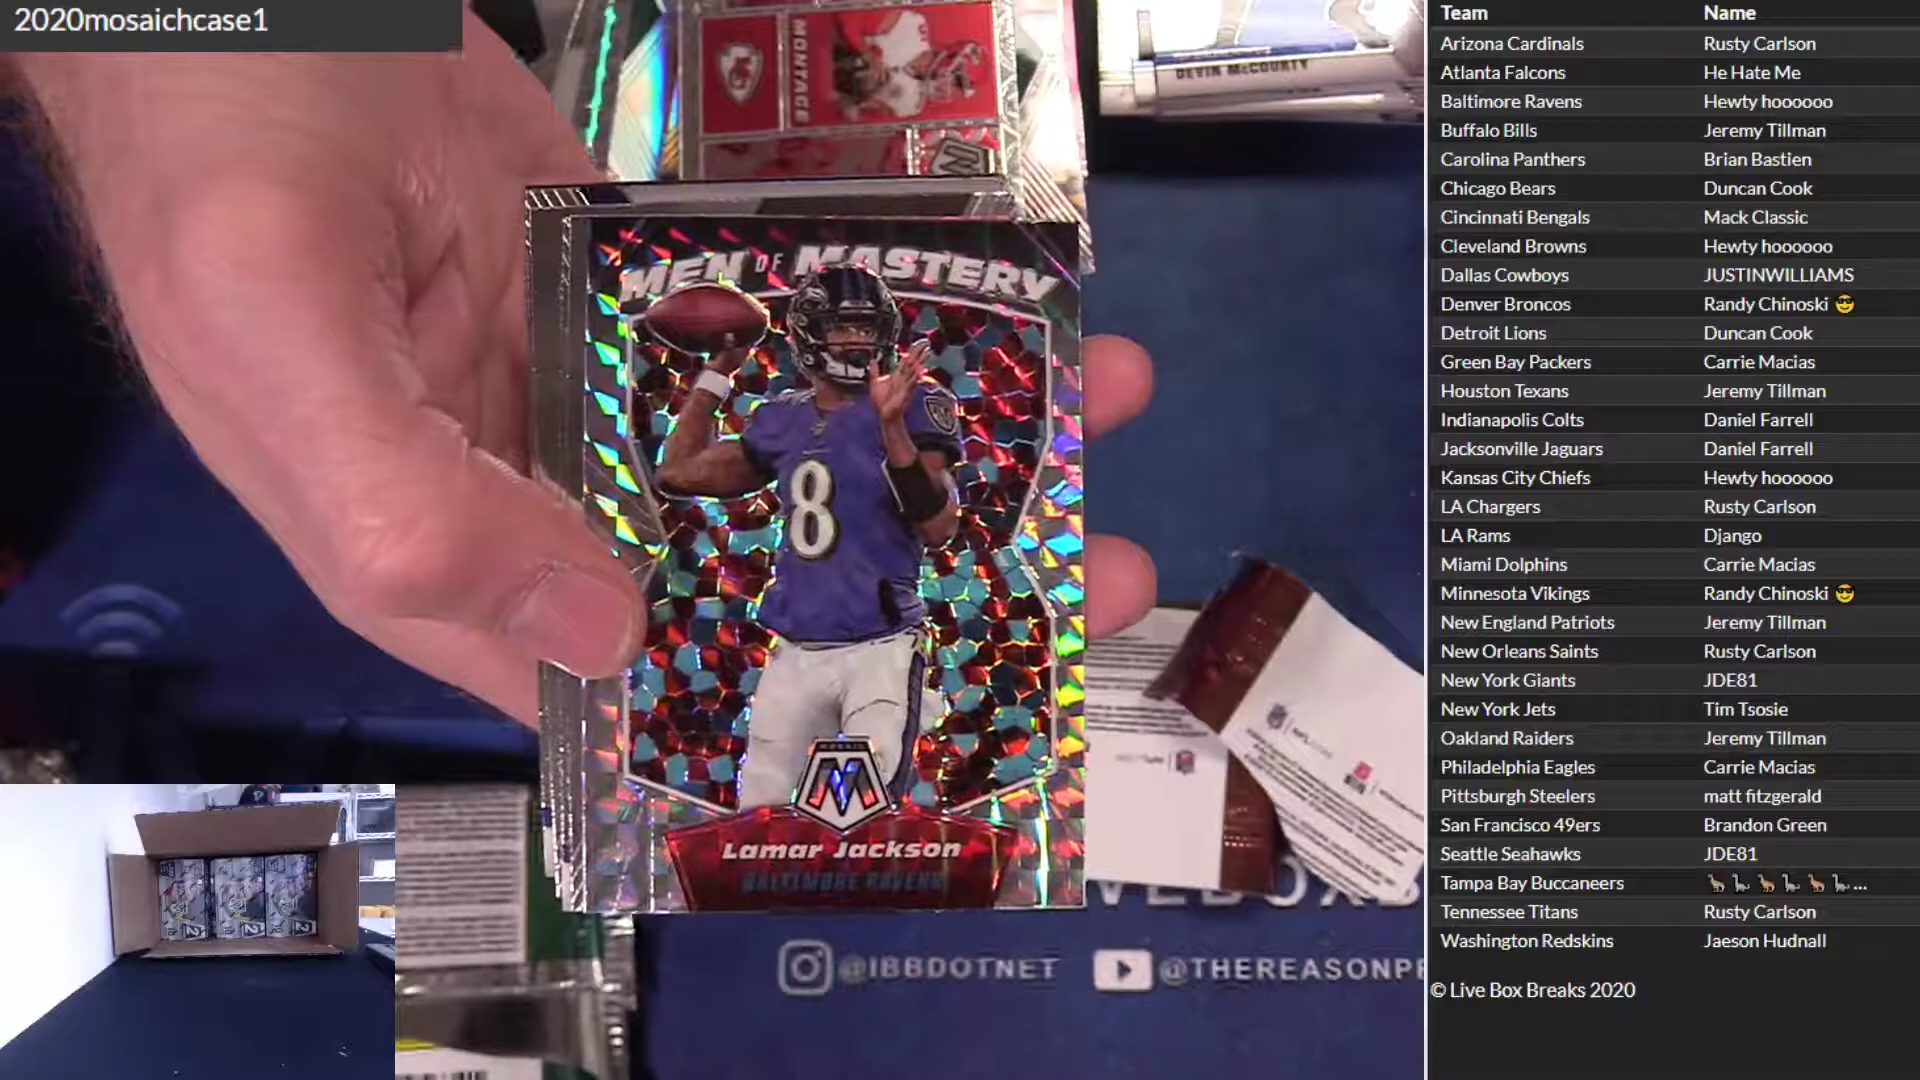 2020mosaichcase1
MONTAGE
DEVIN McCOURTY
MEN OF MASTERY
8
MOSAIC
Lamar Jackson
BALTIMORE RAVENS
@IBBDOTNET
Team Name
Arizona Cardinals Rusty Carlson
Atlanta Falcons He Hate Me
Baltimore Ravens Hewty hoooooo
Buffalo Bills Jeremy Tillman
Carolina Panthers Brian Bastien
Chicago Bears Duncan Cook
Cincinnati Bengals Mack Classic
Cleveland Browns Hewty hoooooo
Dallas Cowboys JUSTINWILLIAMS
Denver Broncos Randy Chinoski 😎
Detroit Lions Duncan Cook
Green Bay Packers Carrie Macias
Houston Texans Jeremy Tillman
Indianapolis Colts Daniel Farrell
Jacksonville Jaguars Daniel Farrell
Kansas City Chiefs Hewty hoooooo
LA Chargers Rusty Carlson
LA Rams Django
Miami Dolphins Carrie Macias
Minnesota Vikings Randy Chinoski 😎
New England Patriots Jeremy Tillman
New Orleans Saints Rusty Carlson
New York Giants JDE81
New York Jets Tim Tsosie
Oakland Raiders Jeremy Tillman
Philadelphia Eagles Carrie Macias
Pittsburgh Steelers matt fitzgerald
San Francisco 49ers Brandon Green
Seattle Seahawks JDE81
Tampa Bay Buccaneers 🦒🦕🦒🦕🦒🦕...
Tennessee Titans Rusty Carlson
Washington Redskins Jaeson Hudnall
© Live Box Breaks 2020